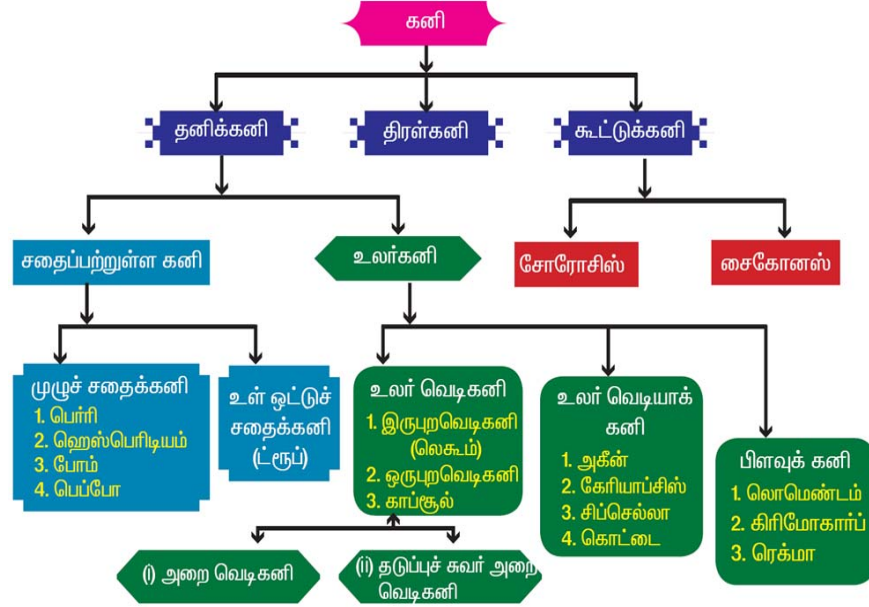 கனி
தனிக்கனி
திரள்கனி
கூட்டுக்கனி
சதைப்பற்றுள்ள கனி
உலர்கனி
சோரோசிஸ்
சைகோனஸ்
முழுச் சதைக்கனி
1. பெர்ரி
2. ஹெஸ்பெரிடியம்
3. போம்
4. பெப்போ
உள் ஒட்டுச்
சதைக்கனி
(ட்ரூப்)
உலர் வெடிகனி
1. இருபுறவெடிகனி
(லெகூம்)
2. ஒருபுறவெடிகனி
3. காப்சூல்
உலர் வெடியாக்
கனி
1. அகீன்
2. கேரியாப்சிஸ்
3. சிப்செல்லா
4. கொட்டை
பிளவுக் கனி
1. லொமெண்டம்
2. கிரிமோகார்ப்
3. ரெக்மா
(i) அறை வெடிகனி
(ii) தடுப்புச் சுவர் அறை
வெடிகனி